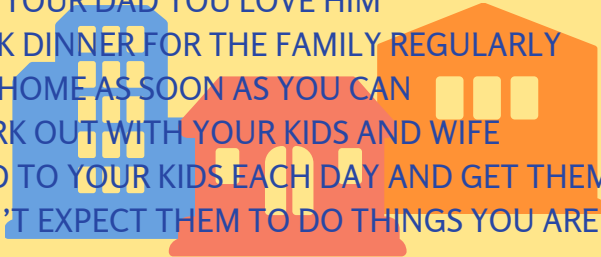 YOUR DAD YOU LOVE HIM
DINNER FOR THE FAMILY REGULARLY
HOME AS SOON AS YOU CAN
OUT WITH YOUR KIDS AND WIFE
TO YOUR KIDS EACH DAY AND GET THEM
’T EXPECT THEM TO DO THINGS YOU ARE